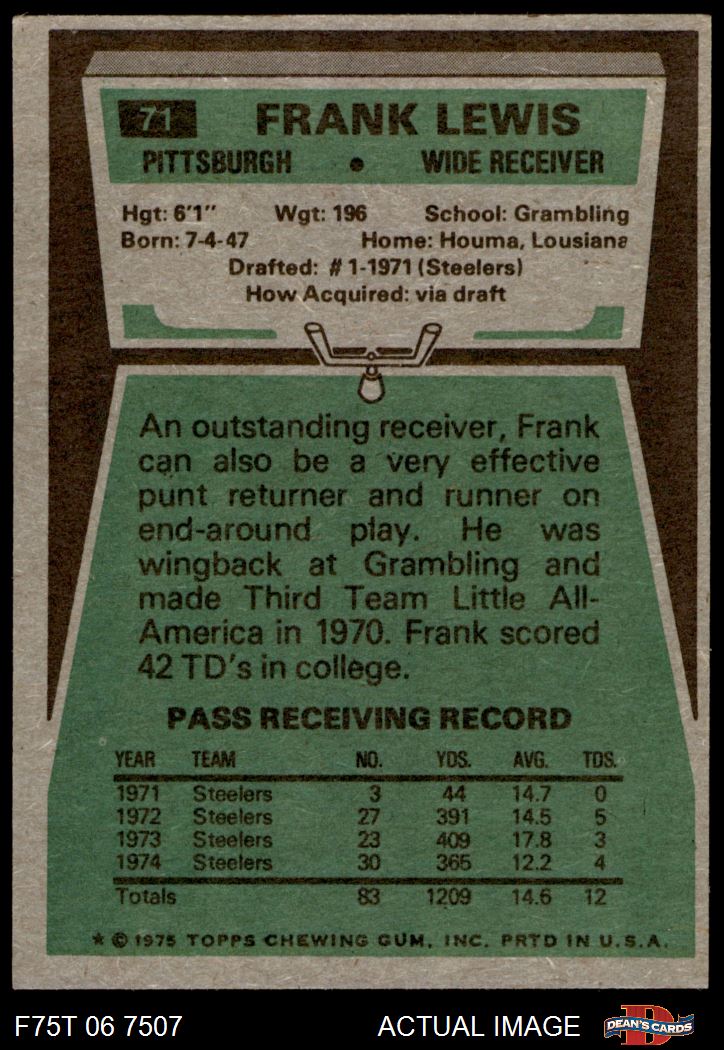 71 FRANK LEWIS
PITTSBURGH • WIDE RECEIVER
Hgt: 6'1" Wgt: 196 School: Grambling
Born: 7-4-47 Home: Houma, Lousiana
Drafted: #1-1971 (Steelers)
How Acquired: via draft
An outstanding receiver, Frank
can also be a very effective
punt returner and runner on
end-around play. He was
wingback at Grambling and
made Third Team Little All-
America in 1970. Frank scored
42 TD's in college.
PASS RECEIVING RECORD
YEAR TEAM NO. YDS. AVG. TDS.
1971 Steelers 3 44 14.7 0
1972 Steelers 27 391 14.5 5
1973 Steelers 23 409 17.8 3
1974 Steelers 30 365 12.2 4
Totals 83 1209 14.6 12
★ © 1975 TOPPS CHEWING GUM, INC. PRTD IN U.S.A.
F75T 06 7507 ACTUAL IMAGE D DEAN'S CARDS